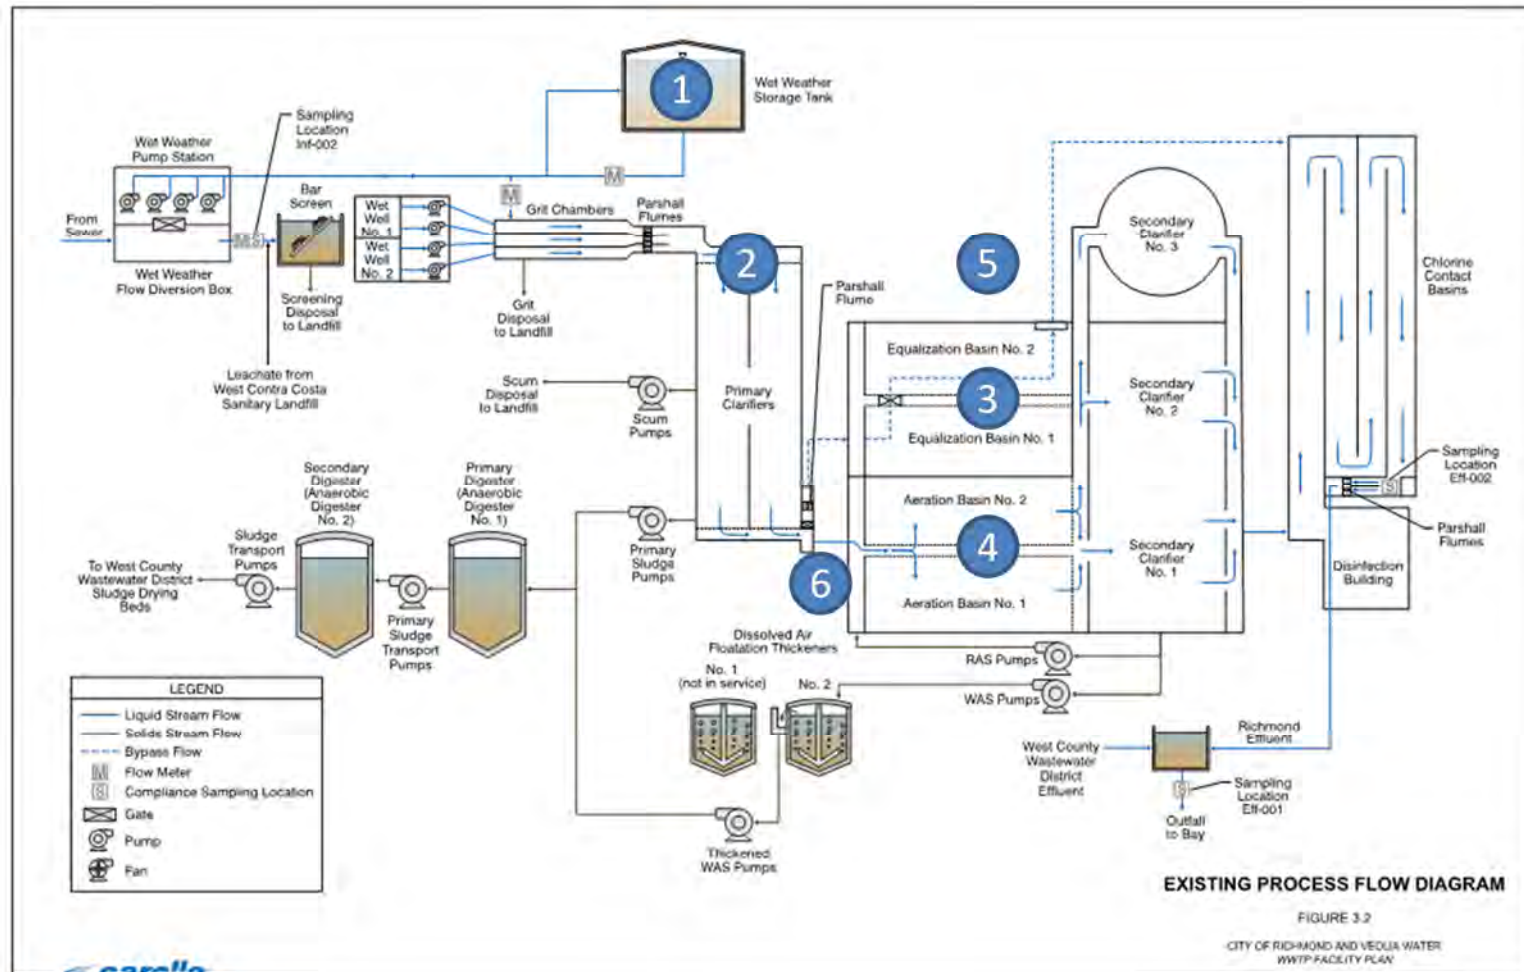 1
Wet Weather
Storage Tank
Sampling
Location
Inf-002
Wet Weather
Pump Station
M
M
Bar
Screen
From
Sewer
M S
Wet
Well
No. 1
Wet
Well
No. 2
Grit Chambers
Parshall
Flumes
Wet Weather
Flow Diversion Box
Screening
Disposal
to Landfill
Grit
Disposal
to Landfill
Leachate from
West Contra Costa
Sanitary Landfill
2
Parshall
Flume
Scum
Disposal
to Landfill
Scum
Pumps
Primary
Clarifiers
5
Secondary
Clarifier
No. 3
Chlorine
Contact
Basins
Equalization Basin No. 2
3
Equalization Basin No. 1
Secondary
Clarifier
No. 2
Sampling
Location
Eff-002
S
Parshall
Flumes
Secondary
Digester
(Anaerobic
Digester
No. 2)
Primary
Digester
(Anaerobic
Digester
No. 1)
Aeration Basin No. 2
4
Aeration Basin No. 1
Secondary
Clarifier
No. 1
Disinfection
Building
Sludge
Transport
Pumps
To West County
Wastewater District
Sludge Drying
Beds
Primary
Sludge
Transport
Pumps
Primary
Sludge
Pumps
6
Dissolved Air
Floatation Thickeners
No. 1
(not in service)
No. 2
RAS Pumps
WAS Pumps
Thickened
WAS Pumps
West County
Wastewater
District
Effluent
Richmond
Effluent
S
Sampling
Location
Eff-001
Outfall
to Bay
LEGEND
Liquid Stream Flow
Solids Stream Flow
Bypass Flow
M Flow Meter
S Compliance Sampling Location
Gate
Pump
Fan
EXISTING PROCESS FLOW DIAGRAM
FIGURE 3.2
CITY OF RICHMOND AND VEOLIA WATER
WWTP FACILITY PLAN